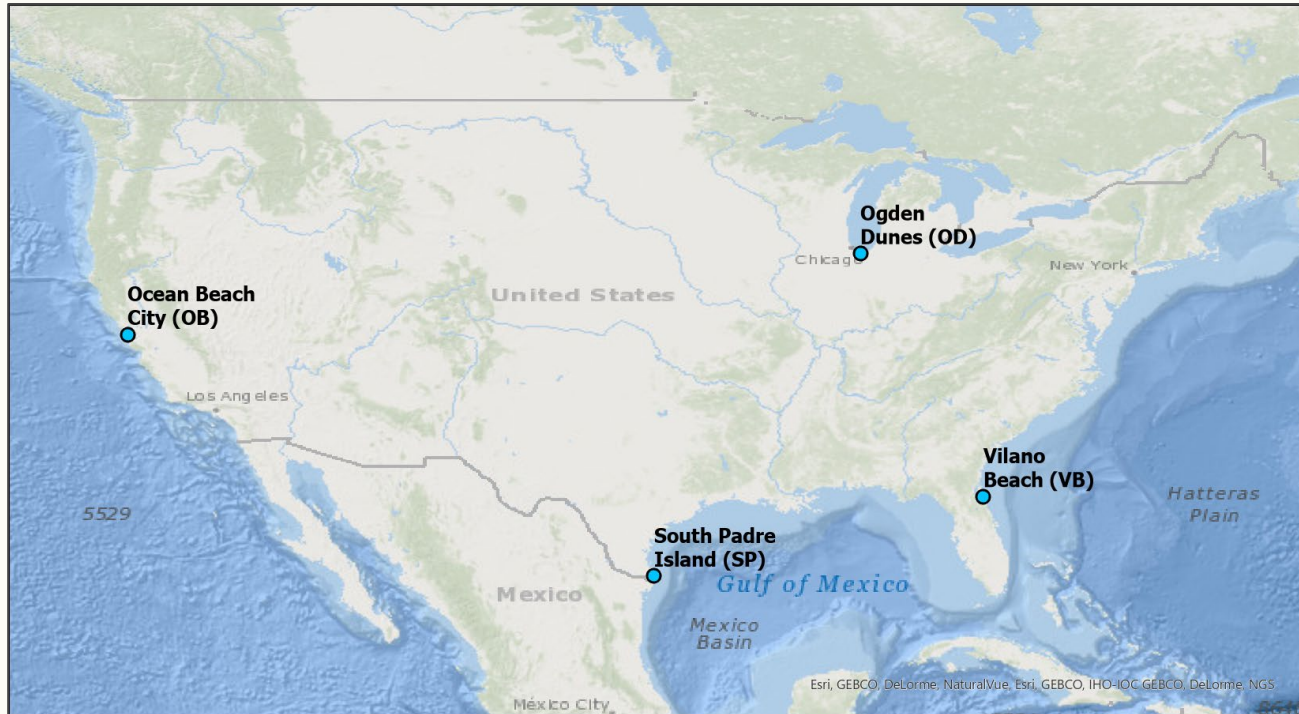 Ogden
Dunes (OD)
Chicago
New York
United States
Ocean Beach
City (OB)
Los Angeles
Vilano
Beach (VB)
Hatteras
Plain
5529
South Padre
Island (SP)
Gulf of Mexico
Mexico
Mexico
Basin
Esri, GEBCO, DeLorme, NaturalVue, Esri, GEBCO, IHO-IOC GEBCO, DeLorme, NGS
México City